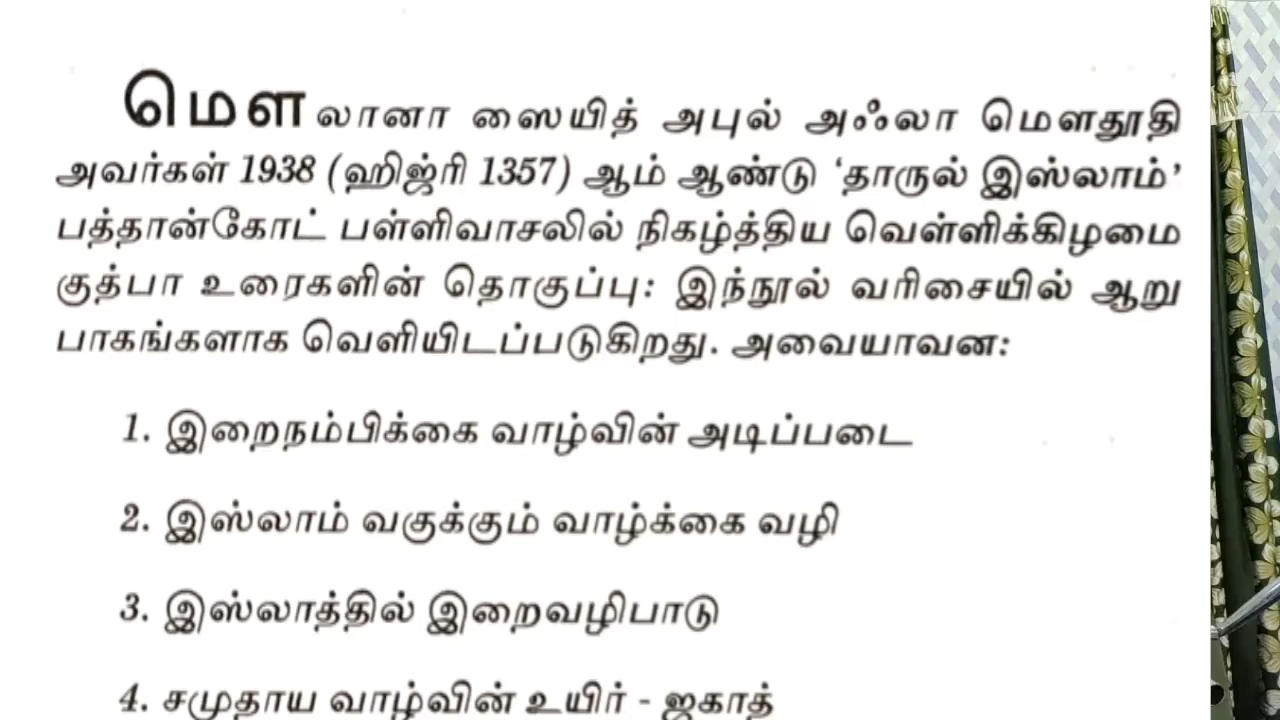 மௌலானா ஸையித் அபுல் அஃலா மௌதூதி
அவர்கள் 1938 (ஹிஜ்ரி 1357) ஆம் ஆண்டு ‘தாருல் இஸ்லாம்’
பத்தான்கோட் பள்ளிவாசலில் நிகழ்த்திய வெள்ளிக்கிழமை
குத்பா உரைகளின் தொகுப்பு: இந்நூல் வரிசையில் ஆறு
பாகங்களாக வெளியிடப்படுகிறது. அவையாவன:
1. இறைநம்பிக்கை வாழ்வின் அடிப்படை
2. இஸ்லாம் வகுக்கும் வாழ்க்கை வழி
3. இஸ்லாத்தில் இறைவழிபாடு
4. சமுதாய வாழ்வின் உயிர் - ஜகாத்